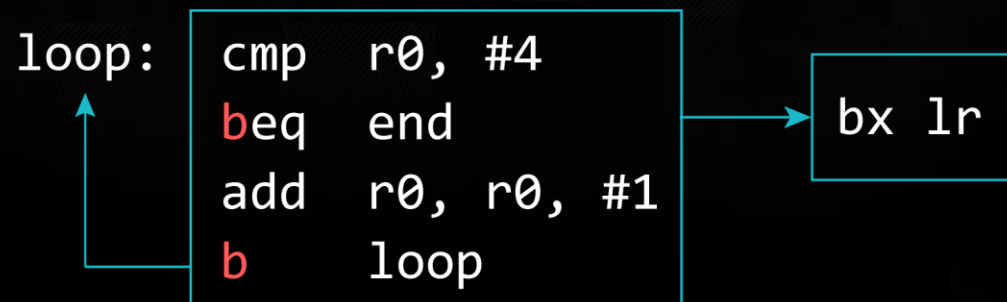 loop: cmp r0, #4
beq end
add r0, r0, #1
b loop
bx lr